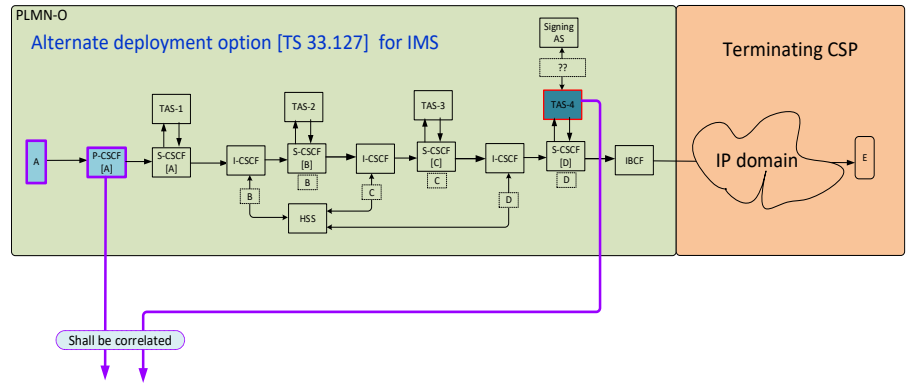 PLMN-O
Alternate deployment option [TS 33.127]  for IMS
Signing
AS
??
Terminating CSP
TAS-1
TAS-2
TAS-3
TAS-4
A
P-CSCF
[A]
S-CSCF
[A]
I-CSCF
S-CSCF
[B]
B
I-CSCF
S-CSCF
[C]
C
I-CSCF
S-CSCF
[D]
D
IBCF
IP domain
E
B
C
D
HSS
Shall be correlated